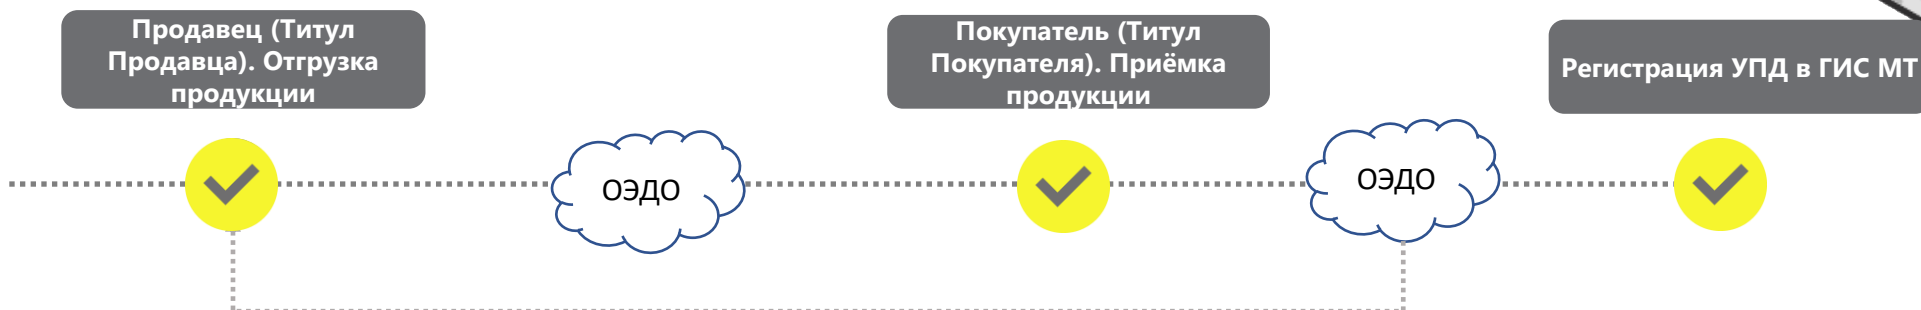 Продавец (Титул
Продавца). Отгрузка
продукции
Покупатель (Титул
Покупателя). Приёмка
продукции
Регистрация УПД в ГИС МТ
ОЭДО
ОЭДО